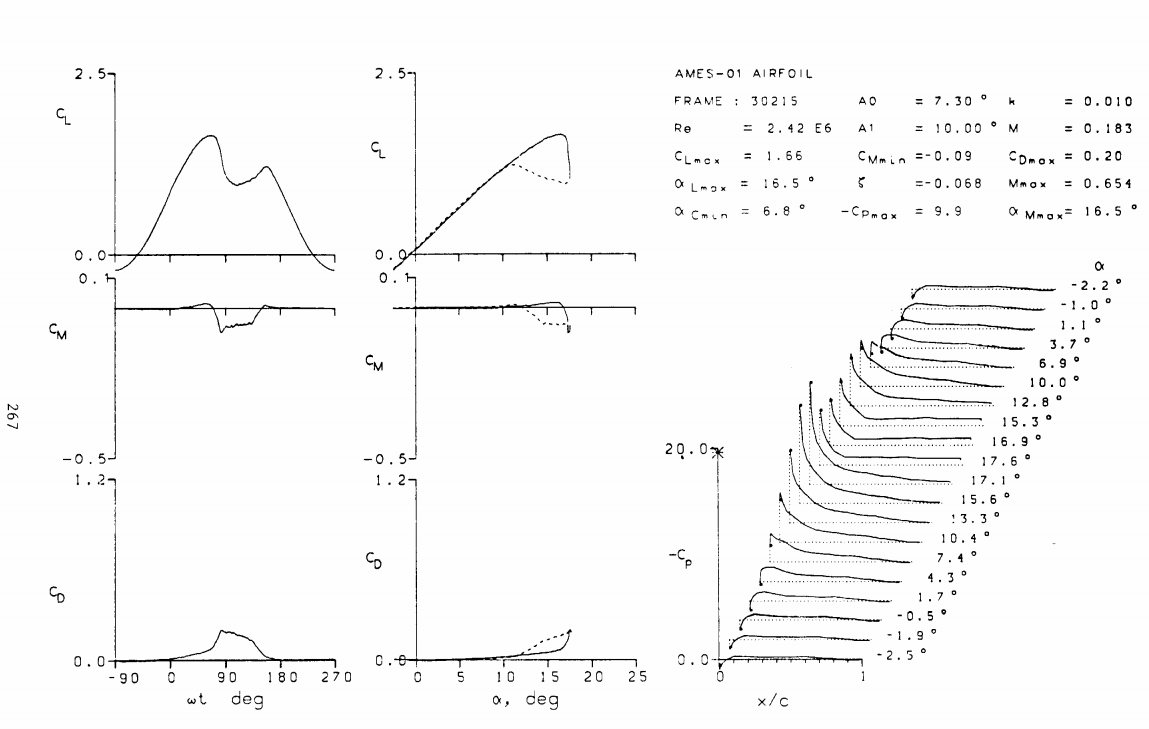 AMES-01 AIRFOIL
FRAME : 30215 A0 = 7.30 ° k = 0.010
Re = 2.42 E6 A1 = 10.00 ° M = 0.183
CLmax = 1.66 CMmin =-0.09 CDmax = 0.20
αLmax = 16.5 ° ζ =-0.068 Mmax = 0.654
αCmin = 6.8 ° -CPmax = 9.9 αMmax= 16.5 °
2.5
CL
0.0
0.1
CM
-0.5
1.2
CD
0.0
-90 0 90 180 270
ωt deg
2.5
CL
0.0
0.1
CM
-0.5
1.2
CD
0.0
0 5 10 15 20 25
α, deg
α
-2.2 °
-1.0 °
1.1 °
3.7 °
6.9 °
10.0 °
12.8 °
15.3 °
16.9 °
17.6 °
17.1 °
15.6 °
13.3 °
10.4 °
7.4 °
4.3 °
1.7 °
-0.5 °
-1.9 °
-2.5 °
20.0
-Cp
0.0
0 1
x/c
267